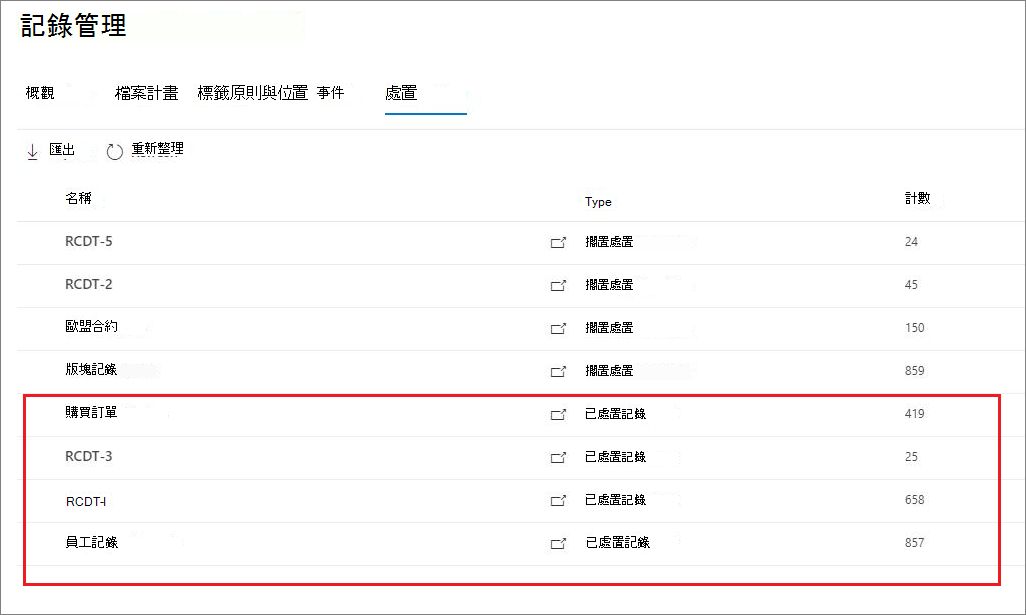 記錄管理
概觀 檔案計畫 標籤原則與位置 事件 處置
匯出 重新整理
名稱 Type 計數
RCDT-5 擱置處置 24
RCDT-2 擱置處置 45
歐盟合約 擱置處置 150
版塊記錄 擱置處置 859
購買訂單 已處置記錄 419
RCDT-3 已處置記錄 25
RCDT-I 已處置記錄 658
員工記錄 已處置記錄 857